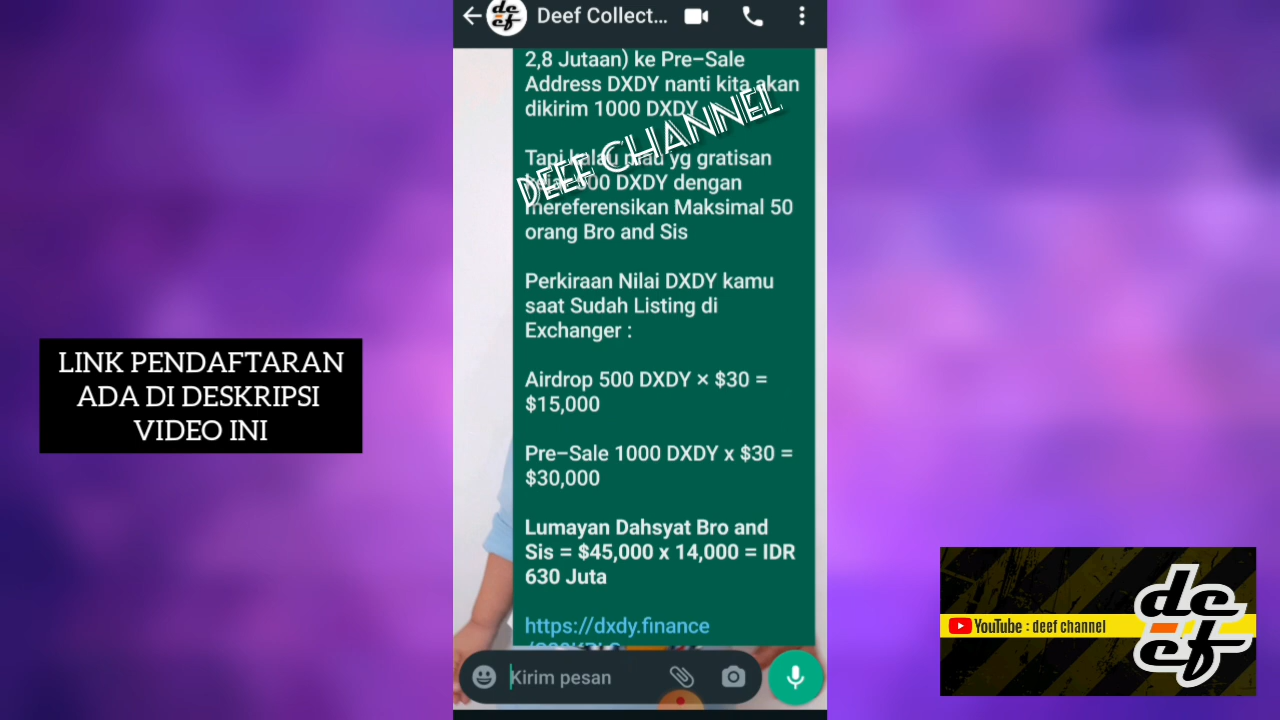 Deef Collect...
2,8 Jutaan) ke Pre-Sale
Address DXDY nanti kita akan
dikirim 1000 DXDY
DEEF CHANNEL
Tapi kalau mau yg gratisan
500 DXDY dengan
mereferensikan Maksimal 50
orang Bro and Sis
Perkiraan Nilai DXDY kamu
saat Sudah Listing di
Exchanger :
Airdrop 500 DXDY × $30 =
$15,000
Pre-Sale 1000 DXDY x $30 =
$30,000
Lumayan Dahsyat Bro and
Sis = $45,000 x 14,000 = IDR
630 Juta
https://dxdy.finance
Kirim pesan
LINK PENDAFTARAN
ADA DI DESKRIPSI
VIDEO INI
YouTube : deef channel
deef